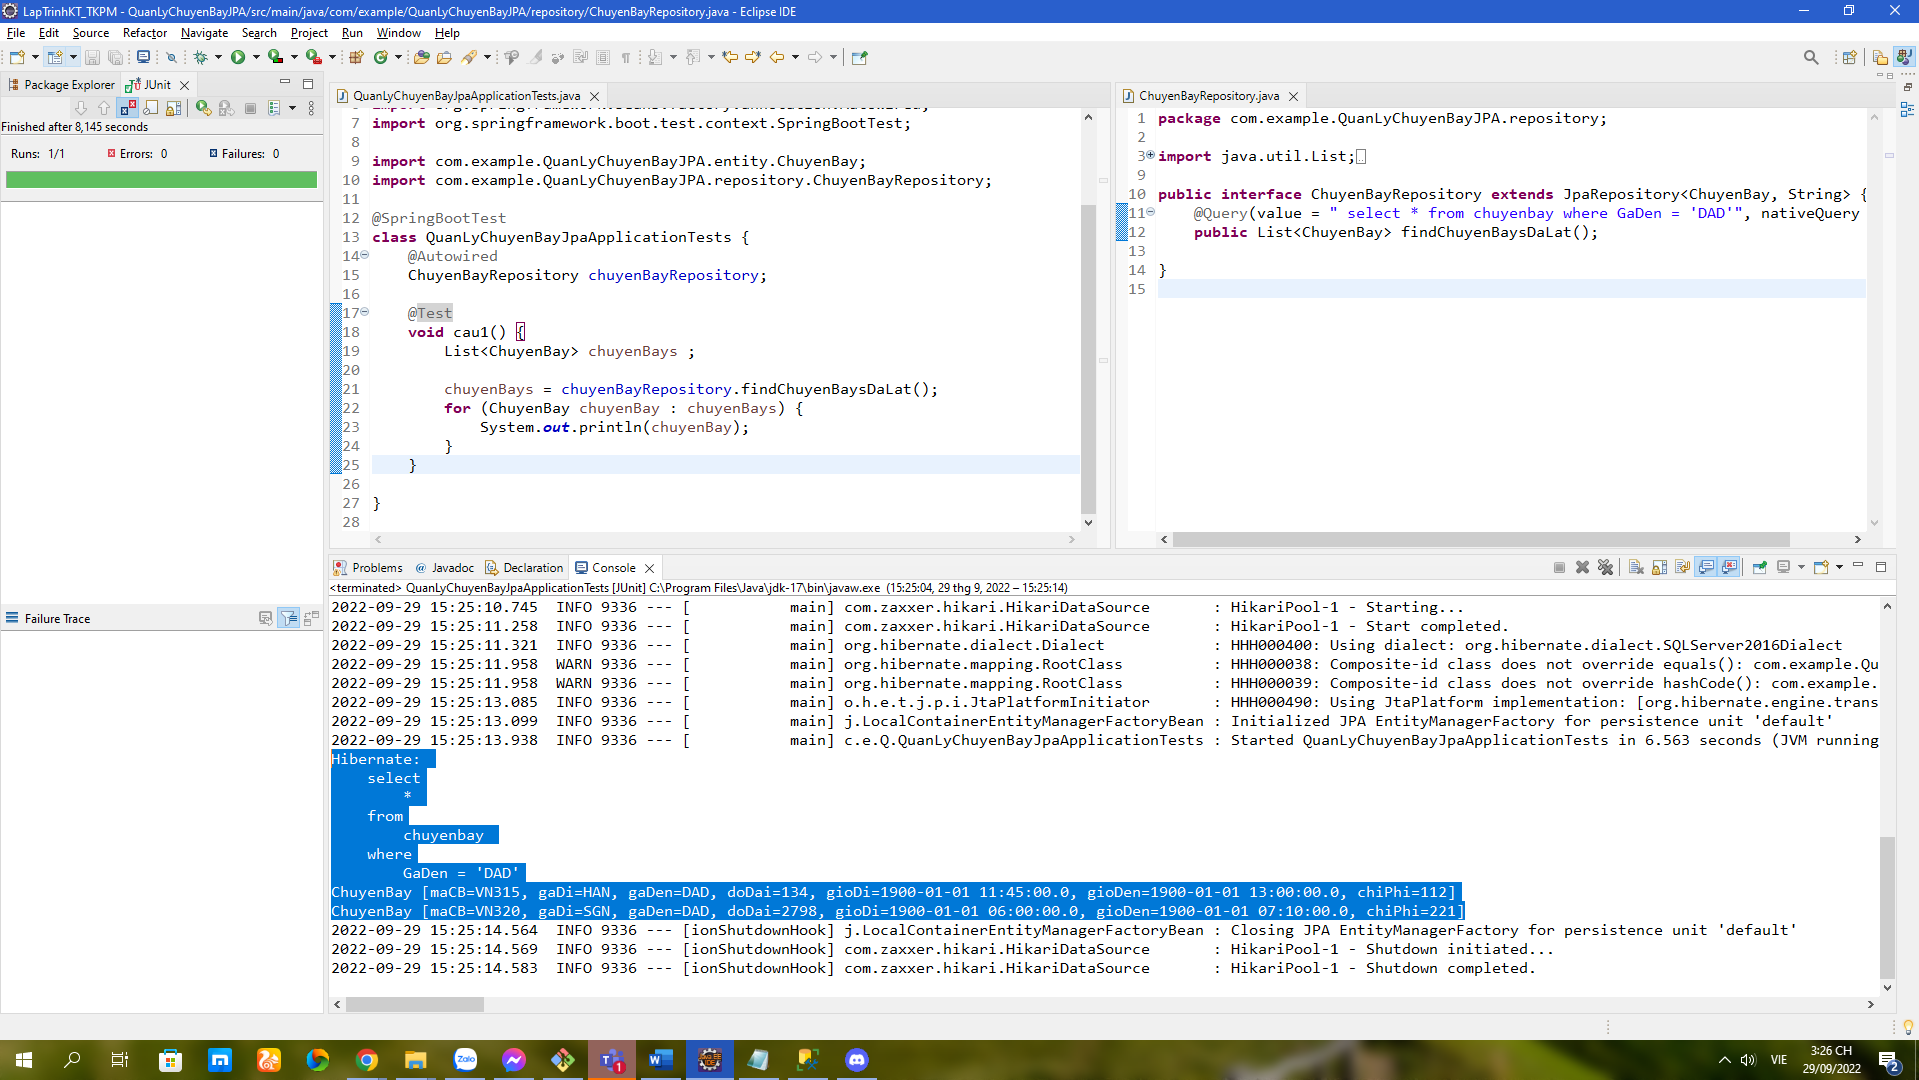 LapTrinhKT_TKPM - QuanLyChuyenBayJPA/src/main/java/com/example/QuanLyChuyenBayJPA/repository/ChuyenBayRepository.java - Eclipse IDE
File Edit Source Refactor Navigate Search Project Run Window Help
Package Explorer JUnit
Finished after 8,145 seconds
Runs: 1/1 Errors: 0 Failures: 0
Failure Trace
QuanLyChuyenBayJpaApplicationTests.java
7 import org.springframework.boot.test.context.SpringBootTest;
8
9 import com.example.QuanLyChuyenBayJPA.entity.ChuyenBay;
10 import com.example.QuanLyChuyenBayJPA.repository.ChuyenBayRepository;
11
12 @SpringBootTest
13 class QuanLyChuyenBayJpaApplicationTests {
14 @Autowired
15 ChuyenBayRepository chuyenBayRepository;
16
17 @Test
18 void cau1() {
19 List<ChuyenBay> chuyenBays ;
20
21 chuyenBays = chuyenBayRepository.findChuyenBaysDaLat();
22 for (ChuyenBay chuyenBay : chuyenBays) {
23 System.out.println(chuyenBay);
24 }
25 }
26
27 }
28
ChuyenBayRepository.java
1 package com.example.QuanLyChuyenBayJPA.repository;
2
3 import java.util.List;
9
10 public interface ChuyenBayRepository extends JpaRepository<ChuyenBay, String> {
11 @Query(value = " select * from chuyenbay where GaDen = 'DAD'", nativeQuery
12 public List<ChuyenBay> findChuyenBaysDaLat();
13
14 }
15
Problems Javadoc Declaration Console
<terminated> QuanLyChuyenBayJpaApplicationTests [JUnit] C:\Program Files\Java\jdk-17\bin\javaw.exe (15:25:04, 29 thg 9, 2022 – 15:25:14)
2022-09-29 15:25:10.745 INFO 9336 --- [ main] com.zaxxer.hikari.HikariDataSource : HikariPool-1 - Starting...
2022-09-29 15:25:11.258 INFO 9336 --- [ main] com.zaxxer.hikari.HikariDataSource : HikariPool-1 - Start completed.
2022-09-29 15:25:11.321 INFO 9336 --- [ main] org.hibernate.dialect.Dialect : HHH000400: Using dialect: org.hibernate.dialect.SQLServer2016Dialect
2022-09-29 15:25:11.958 WARN 9336 --- [ main] org.hibernate.mapping.RootClass : HHH000038: Composite-id class does not override equals(): com.example.Qu
2022-09-29 15:25:11.958 WARN 9336 --- [ main] org.hibernate.mapping.RootClass : HHH000039: Composite-id class does not override hashCode(): com.example.
2022-09-29 15:25:13.085 INFO 9336 --- [ main] o.h.e.t.j.p.i.JtaPlatformInitiator : HHH000490: Using JtaPlatform implementation: [org.hibernate.engine.trans
2022-09-29 15:25:13.099 INFO 9336 --- [ main] j.LocalContainerEntityManagerFactoryBean : Initialized JPA EntityManagerFactory for persistence unit 'default'
2022-09-29 15:25:13.938 INFO 9336 --- [ main] c.e.Q.QuanLyChuyenBayJpaApplicationTests : Started QuanLyChuyenBayJpaApplicationTests in 6.563 seconds (JVM running
Hibernate:
select
*
from
chuyenbay
where
GaDen = 'DAD'
ChuyenBay [maCB=VN315, gaDi=HAN, gaDen=DAD, doDai=134, gioDi=1900-01-01 11:45:00.0, gioDen=1900-01-01 13:00:00.0, chiPhi=112]
ChuyenBay [maCB=VN320, gaDi=SGN, gaDen=DAD, doDai=2798, gioDi=1900-01-01 06:00:00.0, gioDen=1900-01-01 07:10:00.0, chiPhi=221]
2022-09-29 15:25:14.564 INFO 9336 --- [ionShutdownHook] j.LocalContainerEntityManagerFactoryBean : Closing JPA EntityManagerFactory for persistence unit 'default'
2022-09-29 15:25:14.569 INFO 9336 --- [ionShutdownHook] com.zaxxer.hikari.HikariDataSource : HikariPool-1 - Shutdown initiated...
2022-09-29 15:25:14.583 INFO 9336 --- [ionShutdownHook] com.zaxxer.hikari.HikariDataSource : HikariPool-1 - Shutdown completed.
Zalo
1
VIE
3:26 CH
29/09/2022
2